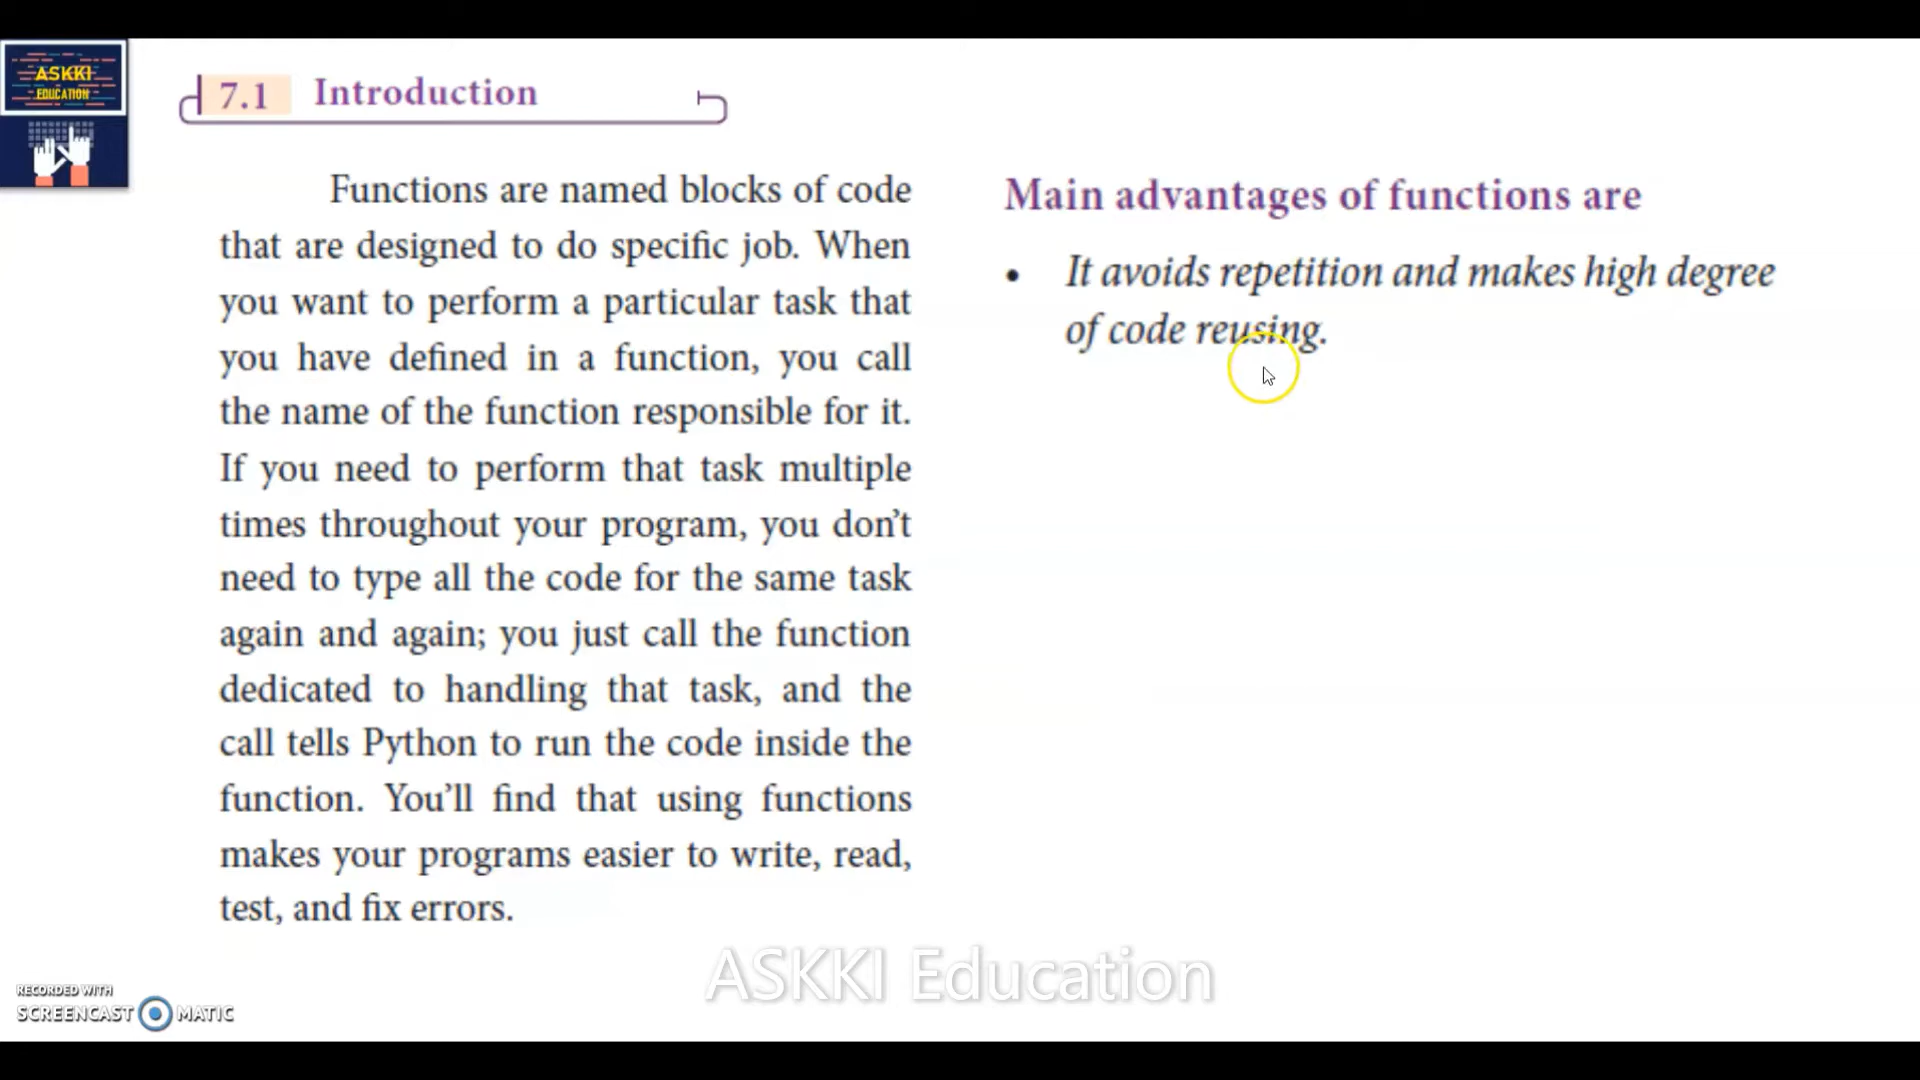 ASKKI
EDUCATION
7.1 Introduction
Functions are named blocks of code
that are designed to do specific job. When
you want to perform a particular task that
you have defined in a function, you call
the name of the function responsible for it.
If you need to perform that task multiple
times throughout your program, you don’t
need to type all the code for the same task
again and again; you just call the function
dedicated to handling that task, and the
call tells Python to run the code inside the
function. You’ll find that using functions
makes your programs easier to write, read,
test, and fix errors.
Main advantages of functions are
• It avoids repetition and makes high degree
of code reusing.
ASKKI Education
RECORDED WITH
SCREENCAST MATIC